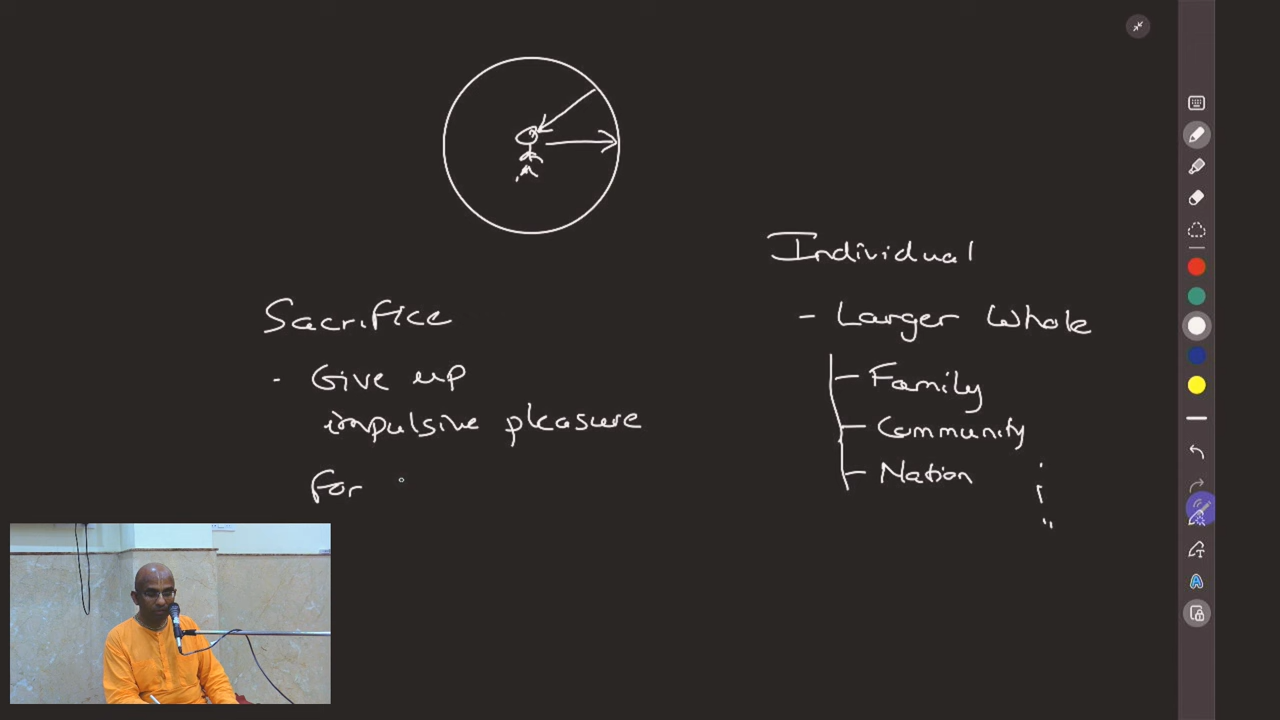 Sacrifice
- Give up
impulsive pleasure
for
Individual
- Larger Whole
Family
Community
Nation